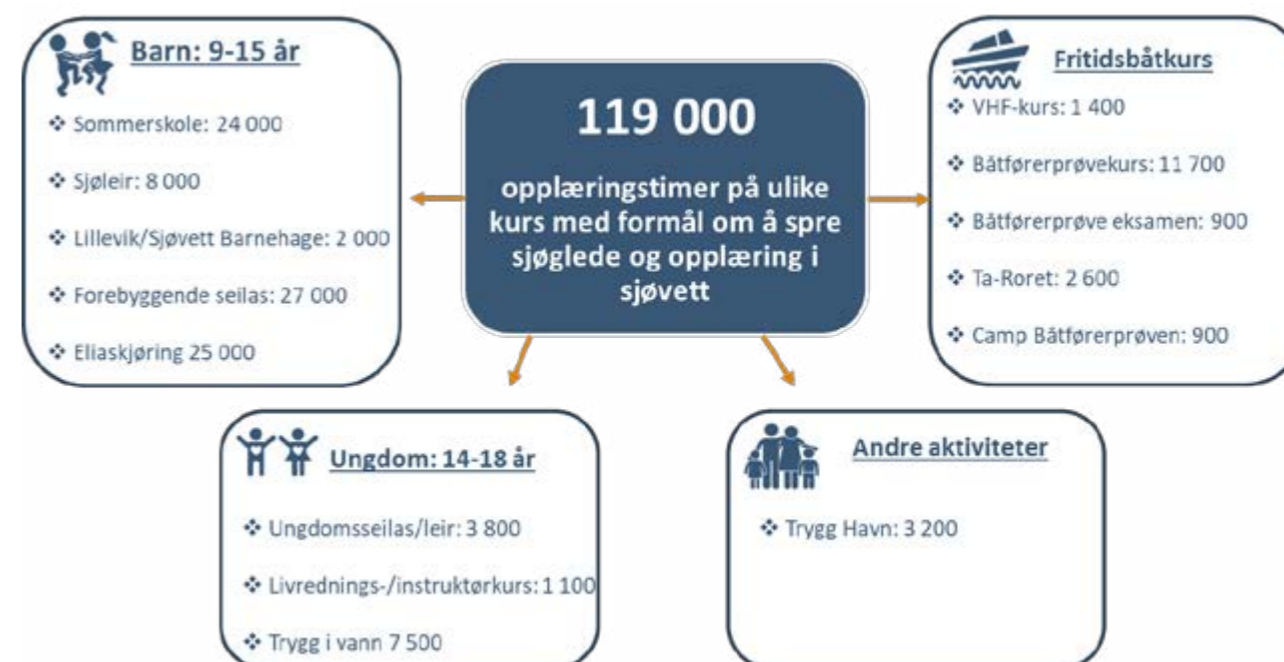 Barn: 9-15 år
❖ Sommerskole: 24 000
❖ Sjøleir: 8 000
❖ Lillevik/Sjøvett Barnehage: 2 000
❖ Forebyggende seilas: 27 000
❖ Eliaskjøring 25 000
119 000
opplæringstimer på ulike
kurs med formål om å spre
sjøglede og opplæring i
sjøvett
Fritidsbåtkurs
❖ VHF-kurs: 1 400
❖ Båtførerprøvekurs: 11 700
❖ Båtførerprøve eksamen: 900
❖ Ta-Roret: 2 600
❖ Camp Båtførerprøven: 900
Ungdom: 14-18 år
❖ Ungdomsseilas/leir: 3 800
❖ Livrednings-/instruktørkurs: 1 100
❖ Trygg i vann 7 500
Andre aktiviteter
❖ Trygg Havn: 3 200